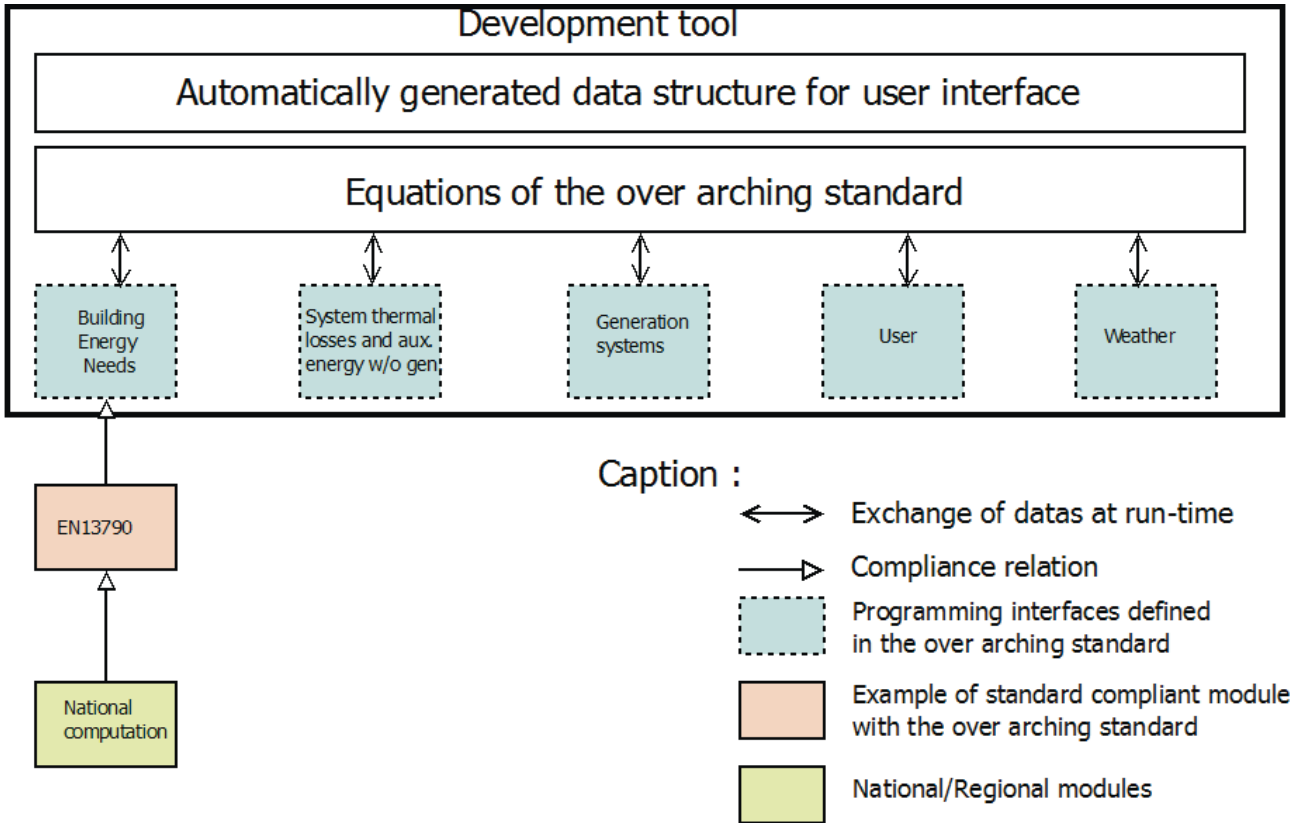 Development tool
Automatically generated data structure for user interface
Equations of the over arching standard
Building
Energy
Needs
System thermal
losses and aux.
energy w/o gen
Generation
systems
User
Weather
EN13790
National
computation
Caption :
Exchange of datas at run-time
Compliance relation
Programming interfaces defined
in the over arching standard
Example of standard compliant module
with the over arching standard
National/Regional modules